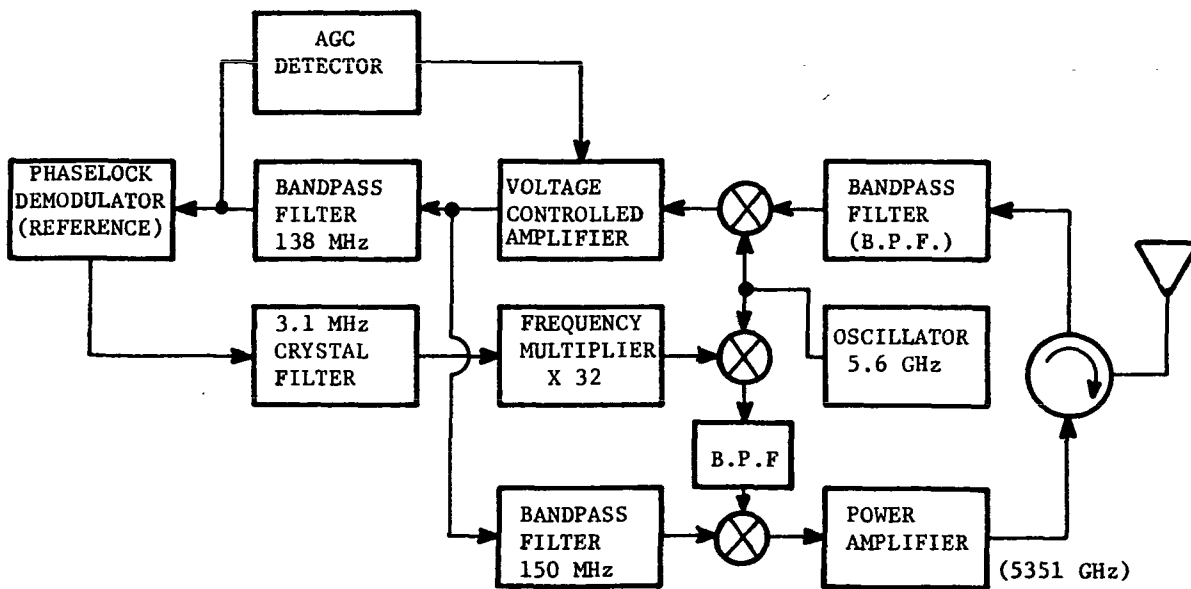 AGC
DETECTOR
PHASELOCK
DEMODULATOR
(REFERENCE)
BANDPASS
FILTER
138 MHz
VOLTAGE
CONTROLLED
AMPLIFIER
BANDPASS
FILTER
(B.P.F.)
3.1 MHz
CRYSTAL
FILTER
FREQUENCY
MULTIPLIER
X 32
OSCILLATOR
5.6 GHz
B.P.F
BANDPASS
FILTER
150 MHz
POWER
AMPLIFIER
(5351 GHz)